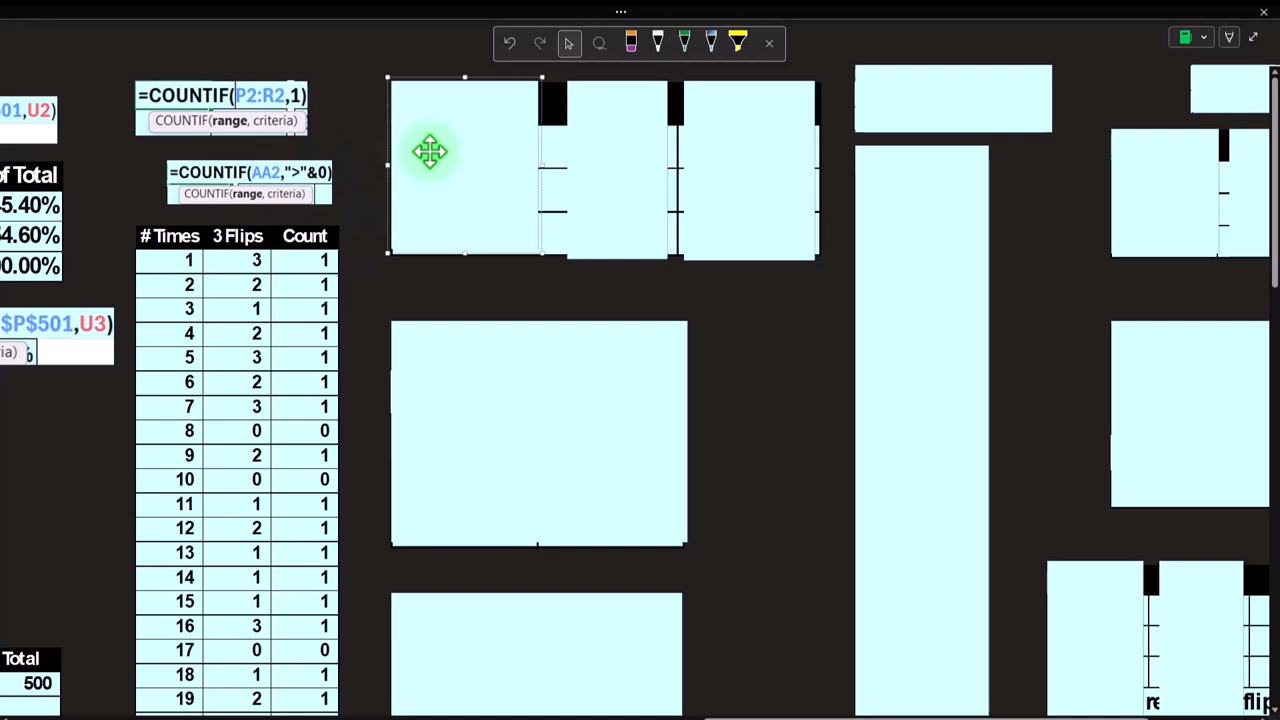 01,U2)
of Total
45.40%
54.60%
00.00%
$P$501,U3)
ria)
%
Total
500
=COUNTIF(P2:R2,1)
COUNTIF(range, criteria)
=COUNTIF(AA2,">"&0)
COUNTIF(range, criteria)
# Times 3 Flips Count
1 3 1
2 2 1
3 1 1
4 2 1
5 3 1
6 2 1
7 3 1
8 0 0
9 2 1
10 0 0
11 1 1
12 2 1
13 1 1
14 1 1
15 1 1
16 3 1
17 0 0
18 1 1
19 2 1
re flip